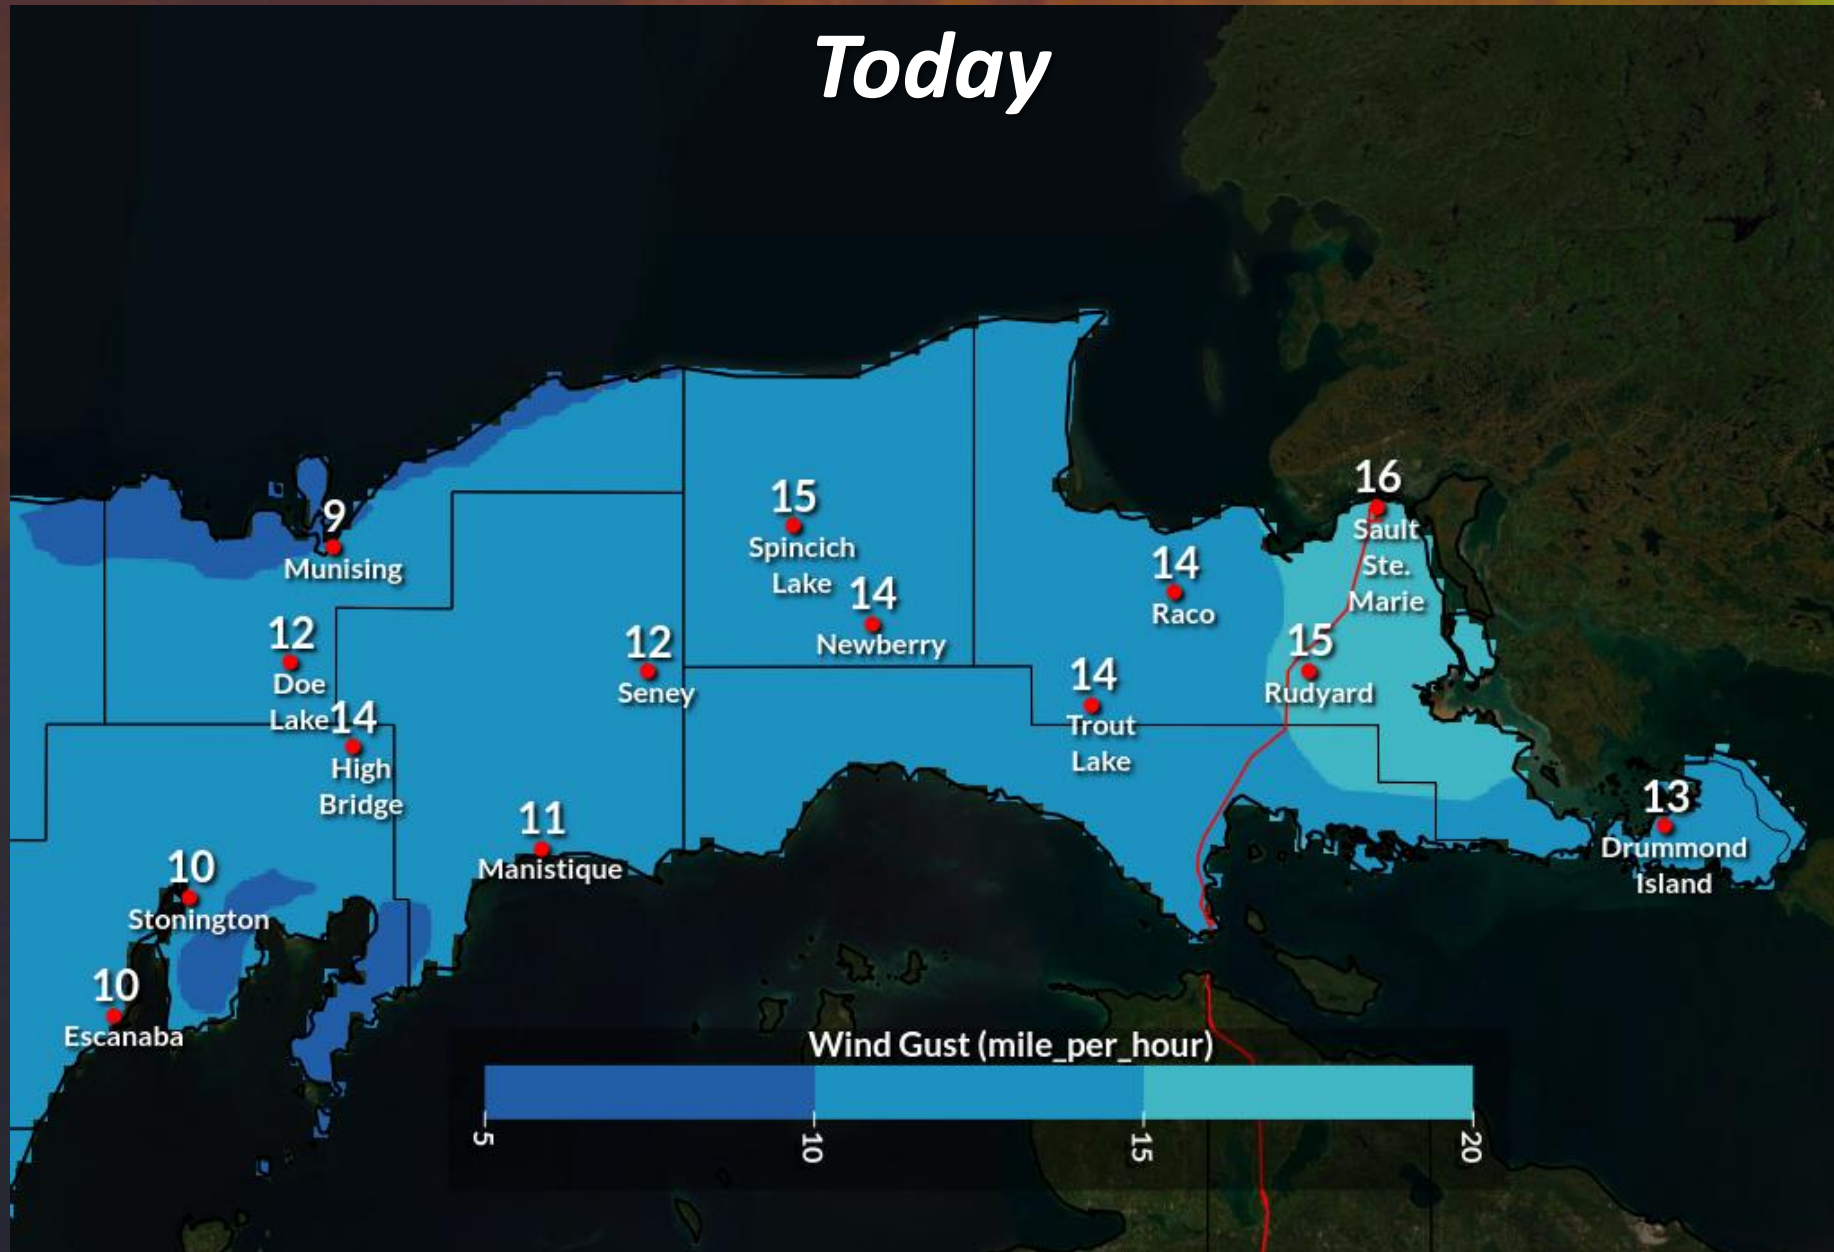 Today
16
Sault
Ste.
Marie
15
Spincich
Lake
9
Munising
14
Raco
14
Newberry
12
Doe
Lake
12
Seney
15
Rudyard
14
Trout
Lake
14
High
Bridge
13
Drummond
Island
11
Manistique
10
Stonington
10
Escanaba
Wind Gust (mile_per_hour)
5
10
15
20